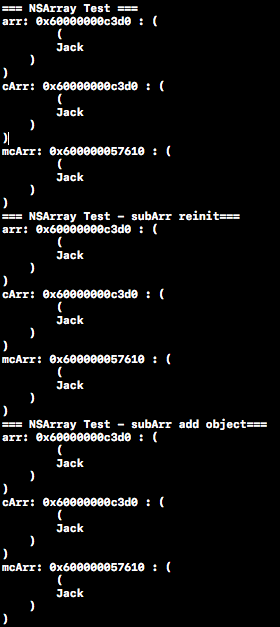 === NSArray Test ===
arr: 0x60000000c3d0 : (
        (
        Jack
    )
)
cArr: 0x60000000c3d0 : (
        (
        Jack
    )
)
mcArr: 0x600000057610 : (
        (
        Jack
    )
)
=== NSArray Test - subArr reinit===
arr: 0x60000000c3d0 : (
        (
        Jack
    )
)
cArr: 0x60000000c3d0 : (
        (
        Jack
    )
)
mcArr: 0x600000057610 : (
        (
        Jack
    )
)
=== NSArray Test - subArr add object===
arr: 0x60000000c3d0 : (
        (
        Jack
    )
)
cArr: 0x60000000c3d0 : (
        (
        Jack
    )
)
mcArr: 0x600000057610 : (
        (
        Jack
    )
)